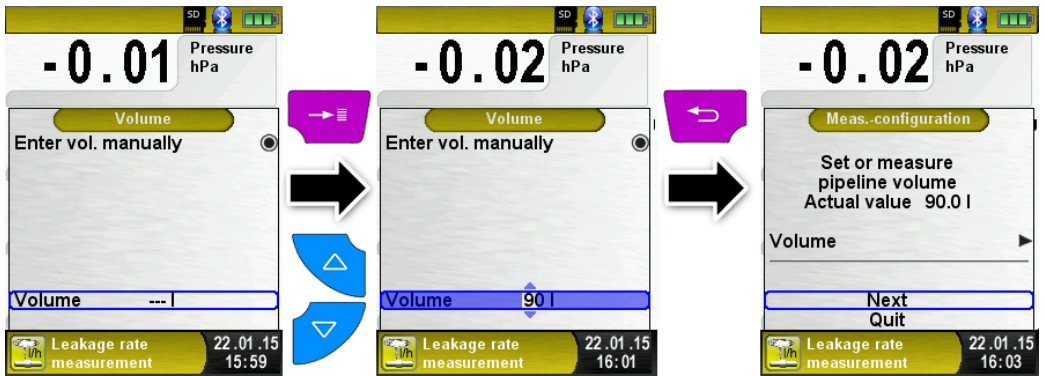 SD
- 0 . 01
Pressure
hPa
Volume
Enter vol. manually
Volume --- l
Leakage rate
measurement
l/h
22 .01 .15
15:59
SD
- 0 . 02
Pressure
hPa
Volume
Enter vol. manually
Volume 90 l
Leakage rate
measurement
l/h
22 .01 .15
16:01
SD
- 0 . 02
Pressure
hPa
Meas.-configuration
Set or measure
pipeline volume
Actual value 90.0 l
Volume
Next
Quit
Leakage rate
measurement
l/h
22 .01 .15
16:03